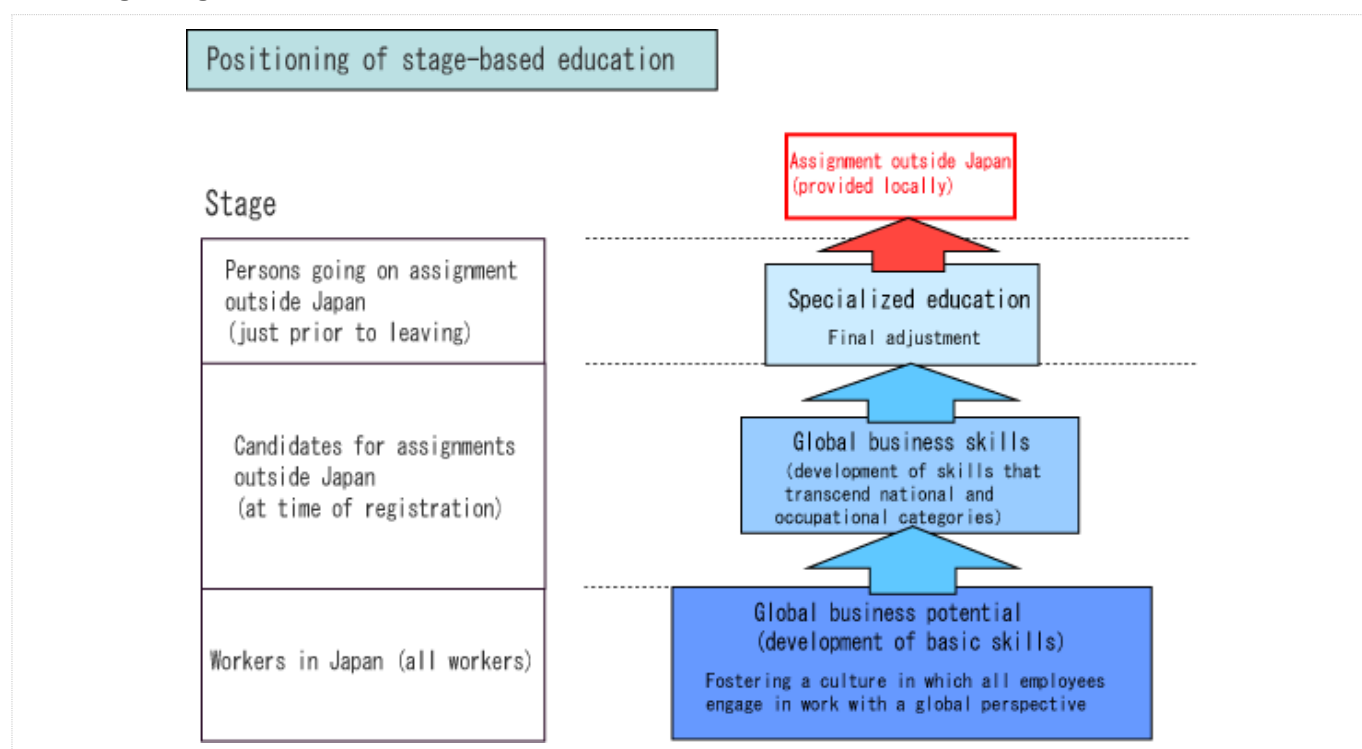 Positioning of stage-based education
Assignment outside Japan
(provided locally)
Stage
Persons going on assignment
outside Japan
(just prior to leaving)
Specialized education
Final adjustment
Candidates for assignments
outside Japan
(at time of registration)
Global business skills
(development of skills that
transcend national and
occupational categories)
Workers in Japan (all workers)
Global business potential
(development of basic skills)
Fostering a culture in which all employees
engage in work with a global perspective